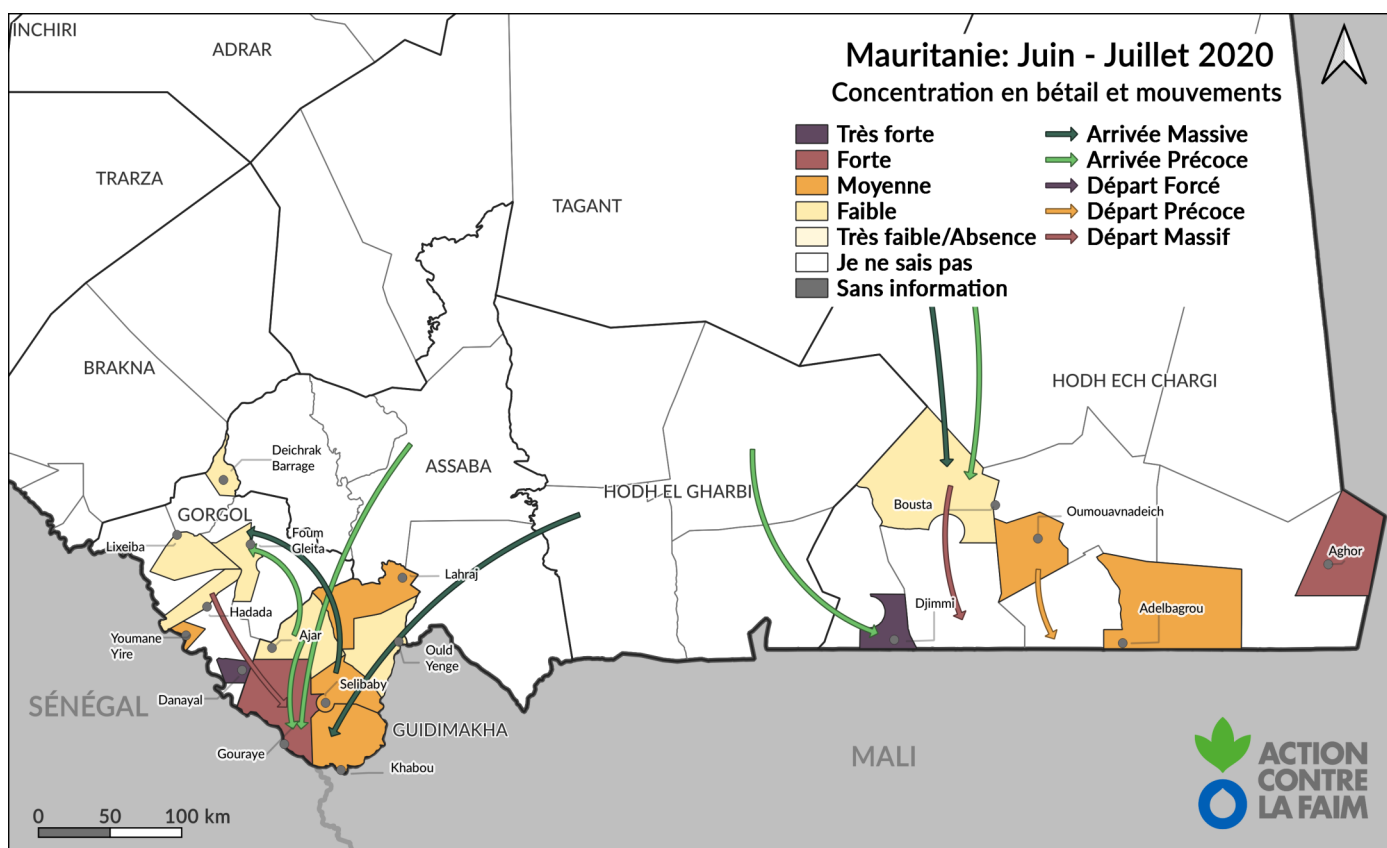 Mauritanie: Juin - Juillet 2020
Concentration en bétail et mouvements
Très forte
Forte
Moyenne
Faible
Très faible/Absence
Je ne sais pas
Sans information
Arrivée Massive
Arrivée Précoce
Départ Forcé
Départ Précoce
Départ Massif
INCHIRI
ADRAR
TRARZA
TAGANT
BRAKNA
HODH ECH CHARGI
ASSABA
HODH EL GHARBI
GORGOL
Deichrak
Barrage
Lixeiba
Foum
Gleita
Lahraj
Hadada
Youmane
Yire
Ajar
Ould
Yenge
Danayal
Selibaby
GUIDIMAKHA
Gouraye
Khabou
Bousta
Oumouavnadeich
Djimmi
Adelbagrou
Aghor
SÉNÉGAL
MALI
0 50 100 km
ACTION
CONTRE
LA FAIM